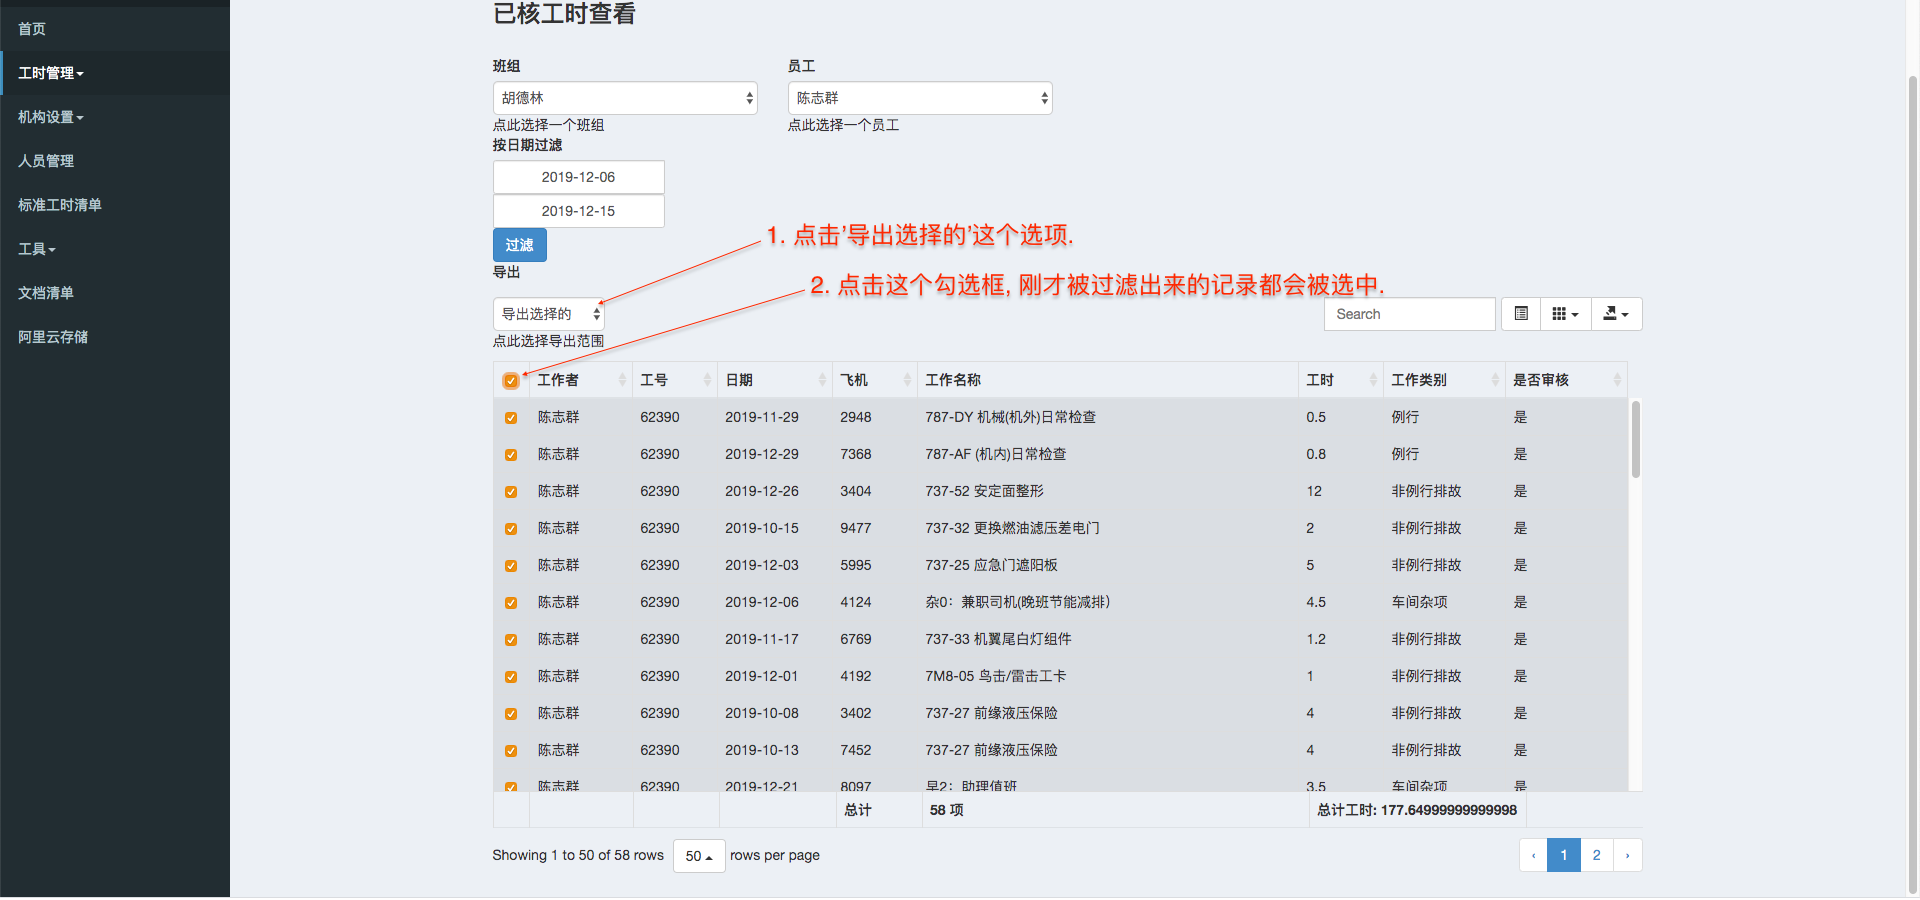 已核工时查看
首页
工时管理
机构设置
人员管理
标准工时清单
工具
文档清单
阿里云存储
班组
员工
胡德林
陈志群
点此选择一个班组
点此选择一个员工
按日期过滤
2019-12-06
2019-12-15
过滤
1. 点击'导出选择的'这个选项.
导出
2. 点击这个勾选框, 刚才被过滤出来的记录都会被选中.
导出选择的
Search
点此选择导出范围
工作者 工号 日期 飞机 工作名称 工时 工作类别 是否审核
陈志群 62390 2019-11-29 2948 787-DY 机械(机外)日常检查 0.5 例行 是
陈志群 62390 2019-12-29 7368 787-AF (机内)日常检查 0.8 例行 是
陈志群 62390 2019-12-26 3404 737-52 安定面整形 12 非例行排故 是
陈志群 62390 2019-10-15 9477 737-32 更换燃油滤压差电门 2 非例行排故 是
陈志群 62390 2019-12-03 5995 737-25 应急门遮阳板 5 非例行排故 是
陈志群 62390 2019-12-06 4124 杂0：兼职司机(晚班节能减排） 4.5 车间杂项 是
陈志群 62390 2019-11-17 6769 737-33 机翼尾白灯组件 1.2 非例行排故 是
陈志群 62390 2019-12-01 4192 7M8-05 鸟击/雷击工卡 1 非例行排故 是
陈志群 62390 2019-10-08 3402 737-27 前缘液压保险 4 非例行排故 是
陈志群 62390 2019-10-13 7452 737-27 前缘液压保险 4 非例行排故 是
陈志群 62390 2019-12-21 8097 早2：助理值班 3.5 车间杂项 是
总计 58 项 总计工时: 177.64999999999998
Showing 1 to 50 of 58 rows 50 rows per page ‹ 1 2 ›